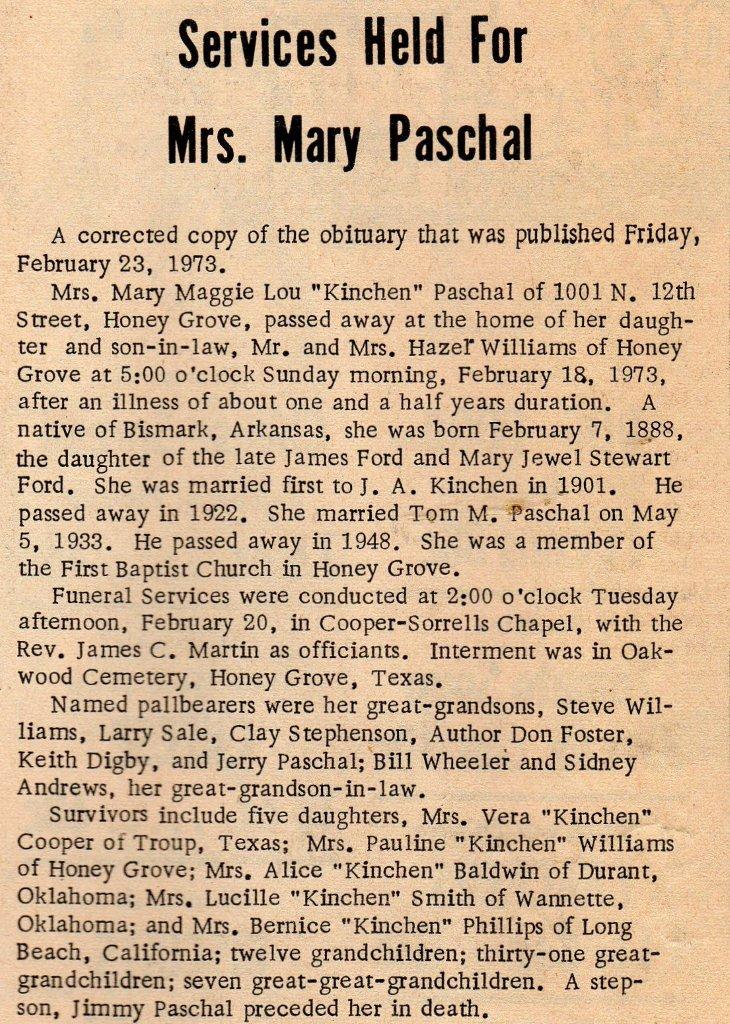 Services Held For
Mrs. Mary Paschal
A corrected copy of the obituary that was published Friday,
February 23, 1973.
Mrs. Mary Maggie Lou "Kinchen" Paschal of 1001 N. 12th
Street, Honey Grove, passed away at the home of her daugh-
ter and son-in-law, Mr. and Mrs. Hazel Williams of Honey
Grove at 5:00 o'clock Sunday morning, February 18, 1973,
after an illness of about one and a half years duration. A
native of Bismark, Arkansas, she was born February 7, 1888,
the daughter of the late James Ford and Mary Jewel Stewart
Ford. She was married first to J. A. Kinchen in 1901. He
passed away in 1922. She married Tom M. Paschal on May
5, 1933. He passed away in 1948. She was a member of
the First Baptist Church in Honey Grove.
Funeral Services were conducted at 2:00 o'clock Tuesday
afternoon, February 20, in Cooper-Sorrells Chapel, with the
Rev. James C. Martin as officiants. Interment was in Oak-
wood Cemetery, Honey Grove, Texas.
Named pallbearers were her great-grandsons, Steve Wil-
liams, Larry Sale, Clay Stephenson, Author Don Foster,
Keith Digby, and Jerry Paschal; Bill Wheeler and Sidney
Andrews, her great-grandson-in-law.
Survivors include five daughters, Mrs. Vera "Kinchen"
Cooper of Troup, Texas; Mrs. Pauline "Kinchen" Williams
of Honey Grove; Mrs. Alice "Kinchen" Baldwin of Durant,
Oklahoma; Mrs. Lucille "Kinchen" Smith of Wannette,
Oklahoma; and Mrs. Bernice "Kinchen" Phillips of Long
Beach, California; twelve grandchildren; thirty-one great-
grandchildren; seven great-great-grandchildren. A step-
son, Jimmy Paschal preceded her in death.